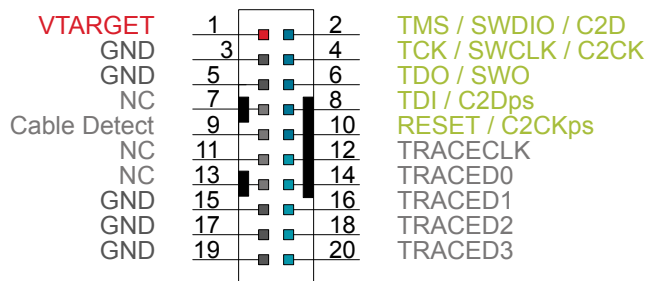 VTARGET 1 2 TMS / SWDIO / C2D
GND 3 4 TCK / SWCLK / C2CK
GND 5 6 TDO / SWO
NC 7 8 TDI / C2Dps
Cable Detect 9 10 RESET / C2CKps
NC 11 12 TRACECLK
NC 13 14 TRACED0
GND 15 16 TRACED1
GND 17 18 TRACED2
GND 19 20 TRACED3